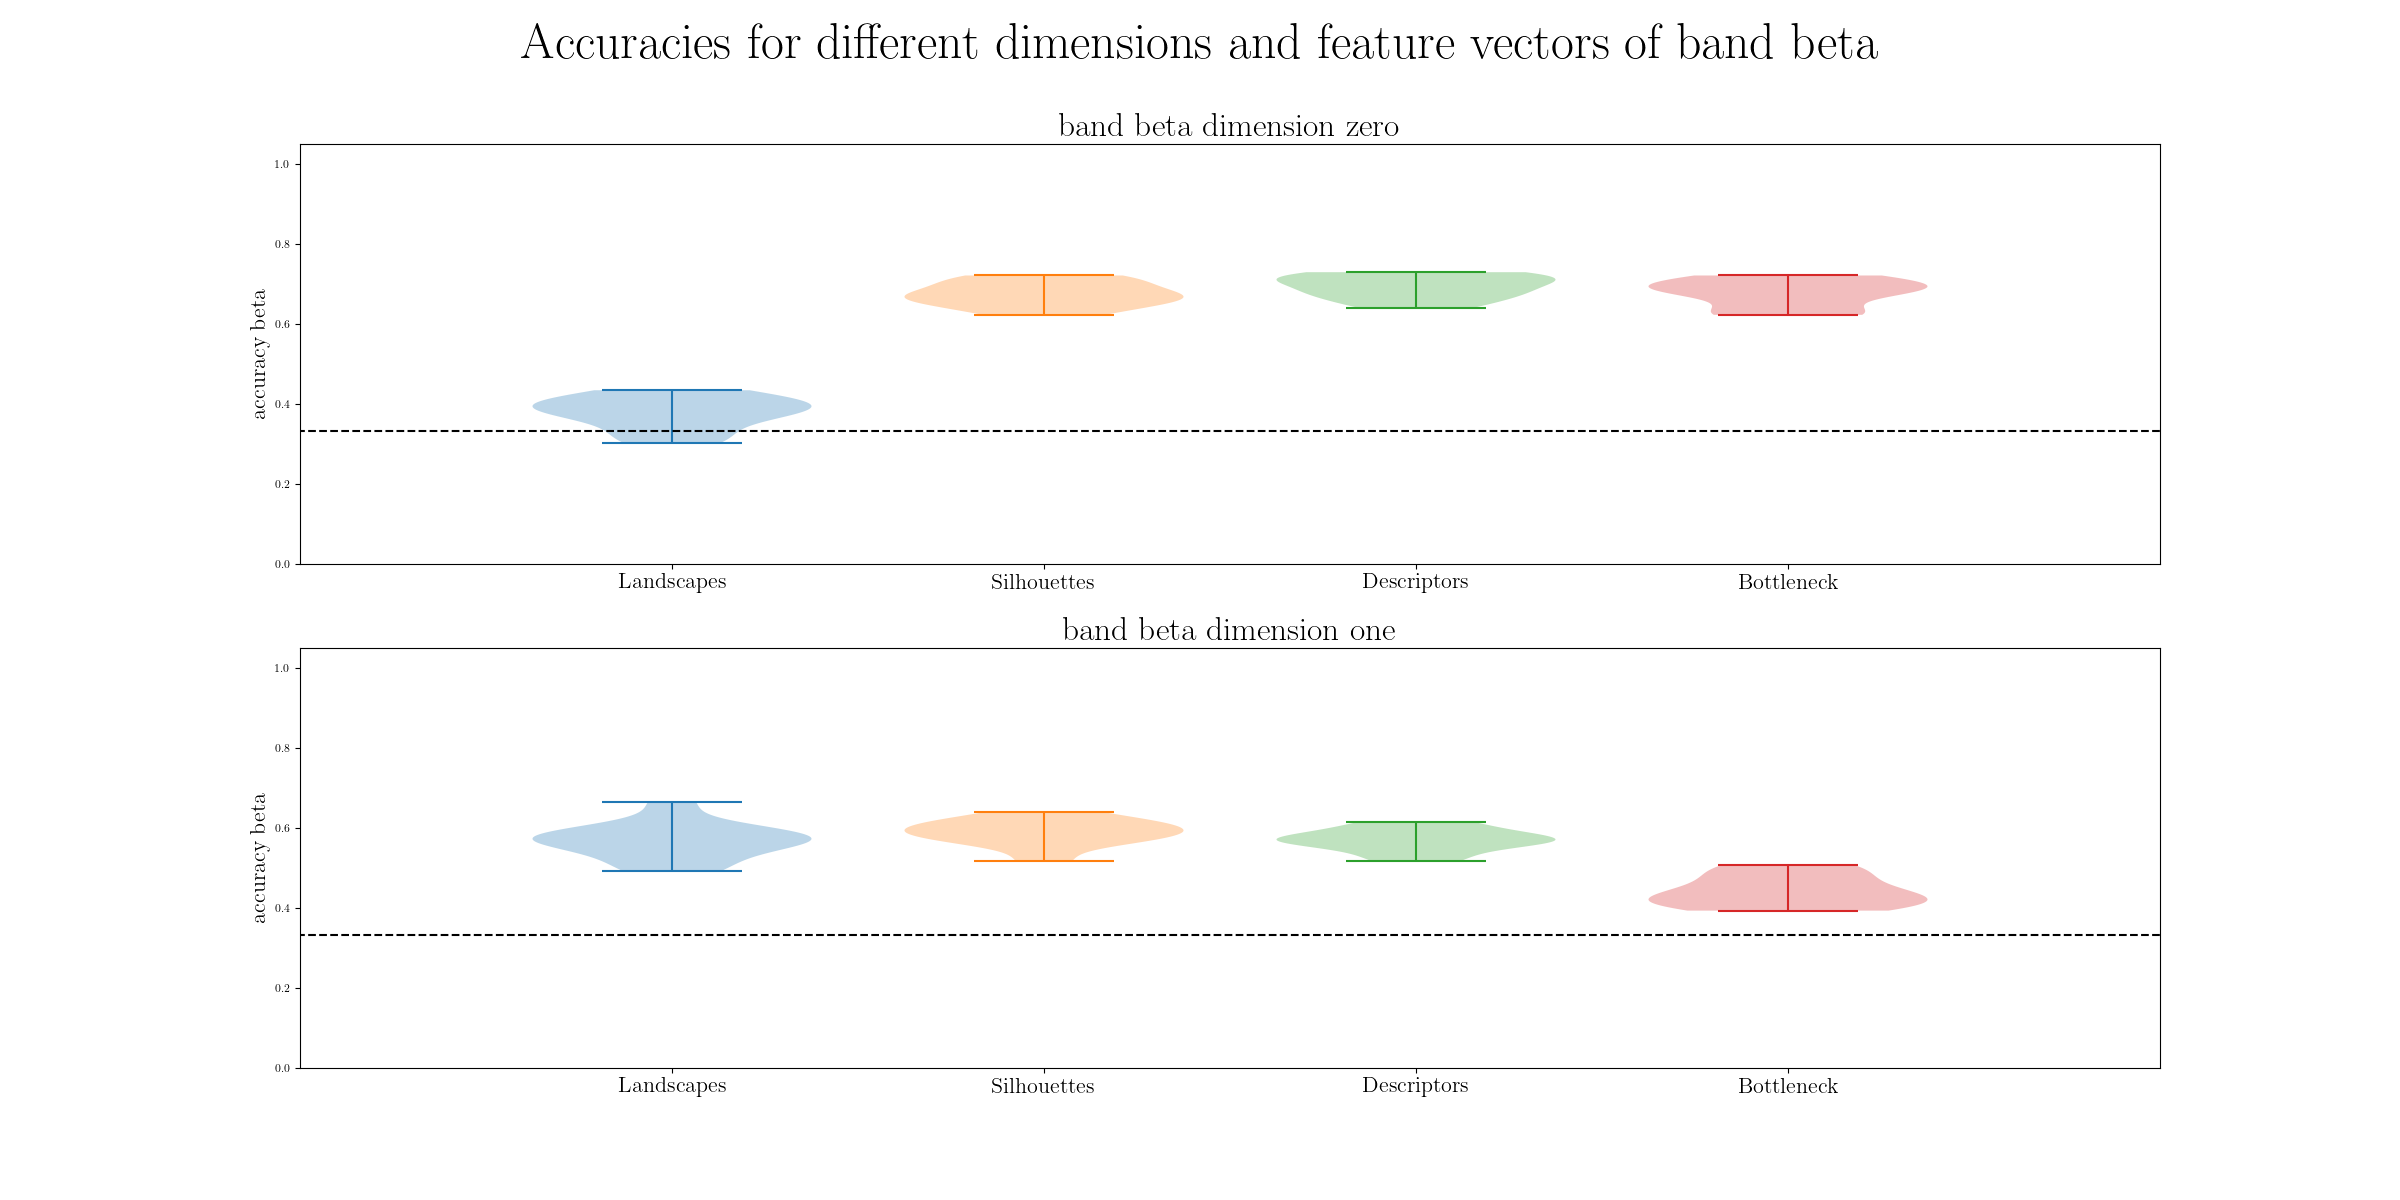 Accuracies for different dimensions and feature vectors of band beta
band beta dimension zero
1.0
0.8
0.6
0.4
0.2
0.0
accuracy beta
Landscapes Silhouettes Descriptors Bottleneck
band beta dimension one
1.0
0.8
0.6
0.4
0.2
0.0
accuracy beta
Landscapes Silhouettes Descriptors Bottleneck